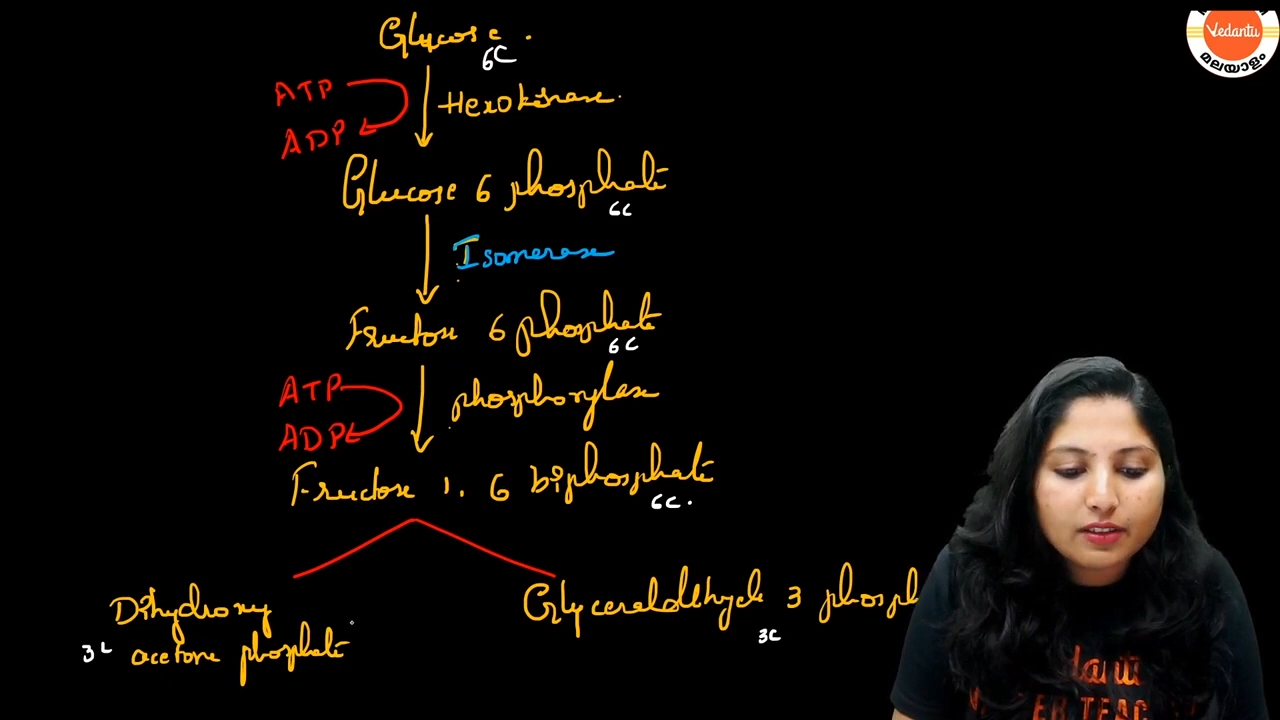 Vedantu
മലയാളം
Glucose.
6C
ATP
Hexokinase.
ADP
Glucose 6 phosphate
6C
Isomerase
Fructose 6 phosphate
6C
ATP
phosphorylase
ADP
Fructose 1, 6 biphosphate
6C.
Dihydroxy
3C acetone phosphate
Glyceraldehyde 3 phosph
3C